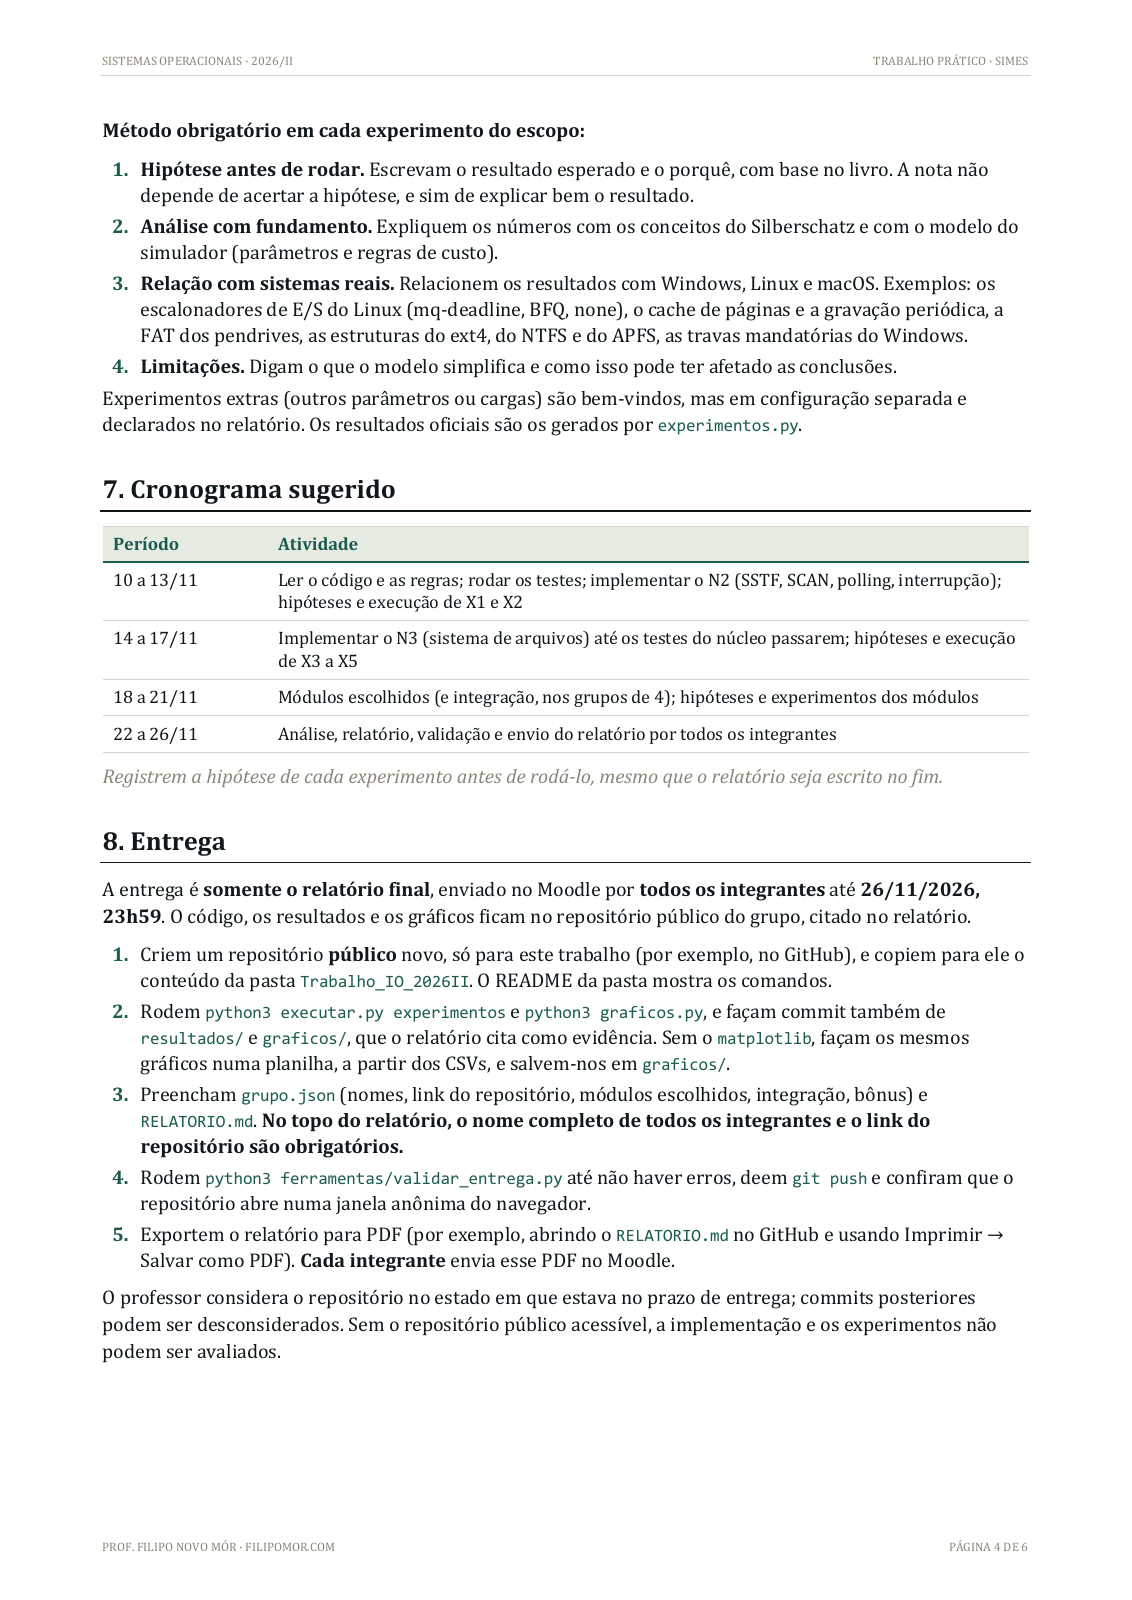 SISTEMAS OPERACIONAIS · 2026/II
TRABALHO PRÁTICO · SIMES
Método obrigatório em cada experimento do escopo:
1. Hipótese antes de rodar. Escrevam o resultado esperado e o porquê, com base no livro. A nota não
depende de acertar a hipótese, e sim de explicar bem o resultado.
2. Análise com fundamento. Expliquem os números com os conceitos do Silberschatz e com o modelo do
simulador (parâmetros e regras de custo).
3. Relação com sistemas reais. Relacionem os resultados com Windows, Linux e macOS. Exemplos: os
escalonadores de E/S do Linux (mq-deadline, BFQ, none), o cache de páginas e a gravação periódica, a
FAT dos pendrives, as estruturas do ext4, do NTFS e do APFS, as travas mandatórias do Windows.
4. Limitações. Digam o que o modelo simplifica e como isso pode ter afetado as conclusões.
Experimentos extras (outros parâmetros ou cargas) são bem-vindos, mas em configuração separada e
declarados no relatório. Os resultados oficiais são os gerados por experimentos.py.
7. Cronograma sugerido
Período Atividade
10 a 13/11 Ler o código e as regras; rodar os testes; implementar o N2 (SSTF, SCAN, polling, interrupção);
hipóteses e execução de X1 e X2
14 a 17/11 Implementar o N3 (sistema de arquivos) até os testes do núcleo passarem; hipóteses e execução
de X3 a X5
18 a 21/11 Módulos escolhidos (e integração, nos grupos de 4); hipóteses e experimentos dos módulos
22 a 26/11 Análise, relatório, validação e envio do relatório por todos os integrantes
Registrem a hipótese de cada experimento antes de rodá-lo, mesmo que o relatório seja escrito no fim.
8. Entrega
A entrega é somente o relatório final, enviado no Moodle por todos os integrantes até 26/11/2026,
23h59. O código, os resultados e os gráficos ficam no repositório público do grupo, citado no relatório.
1. Criem um repositório público novo, só para este trabalho (por exemplo, no GitHub), e copiem para ele o
conteúdo da pasta Trabalho_IO_2026II. O README da pasta mostra os comandos.
2. Rodem python3 executar.py experimentos e python3 graficos.py, e façam commit também de
resultados/ e graficos/, que o relatório cita como evidência. Sem o matplotlib, façam os mesmos
gráficos numa planilha, a partir dos CSVs, e salvem-nos em graficos/.
3. Preencham grupo.json (nomes, link do repositório, módulos escolhidos, integração, bônus) e
RELATORIO.md. No topo do relatório, o nome completo de todos os integrantes e o link do
repositório são obrigatórios.
4. Rodem python3 ferramentas/validar_entrega.py até não haver erros, deem git push e confiram que o
repositório abre numa janela anônima do navegador.
5. Exportem o relatório para PDF (por exemplo, abrindo o RELATORIO.md no GitHub e usando Imprimir →
Salvar como PDF). Cada integrante envia esse PDF no Moodle.
O professor considera o repositório no estado em que estava no prazo de entrega; commits posteriores
podem ser desconsiderados. Sem o repositório público acessível, a implementação e os experimentos não
podem ser avaliados.
PROF. FILIPO NOVO MÓR · FILIPOMOR.COM
PÁGINA 4 DE 6